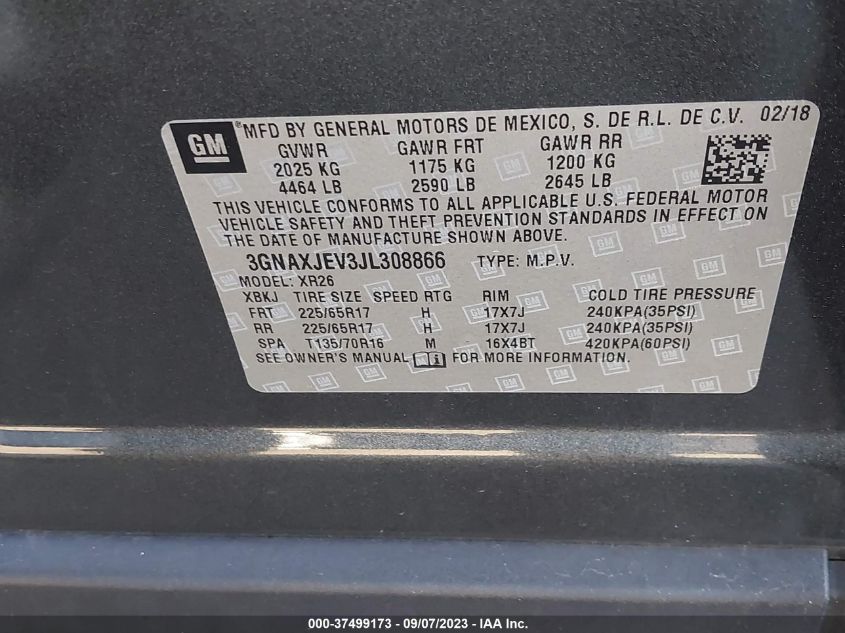 GM ® MFD BY GENERAL MOTORS DE MEXICO, S. DE R.L. DE C.V. 02/18
GVWR GAWR FRT GAWR RR
2025 KG 1175 KG 1200 KG
4464 LB 2590 LB 2645 LB
THIS VEHICLE CONFORMS TO ALL APPLICABLE U.S. FEDERAL MOTOR
VEHICLE SAFETY AND THEFT PREVENTION STANDARDS IN EFFECT ON
THE DATE OF MANUFACTURE SHOWN ABOVE.
3GNAXJEV3JL308866 TYPE: M.P.V.
MODEL: XR26
XBKJ TIRE SIZE SPEED RTG RIM COLD TIRE PRESSURE
FRT 225/65R17 H 17X7J 240KPA(35PSI)
RR 225/65R17 H 17X7J 240KPA(35PSI)
SPA T135/70R16 M 16X4BT 420KPA(60PSI)
SEE OWNER'S MANUAL FOR MORE INFORMATION.
000-37499173 - 09/07/2023 - IAA Inc.